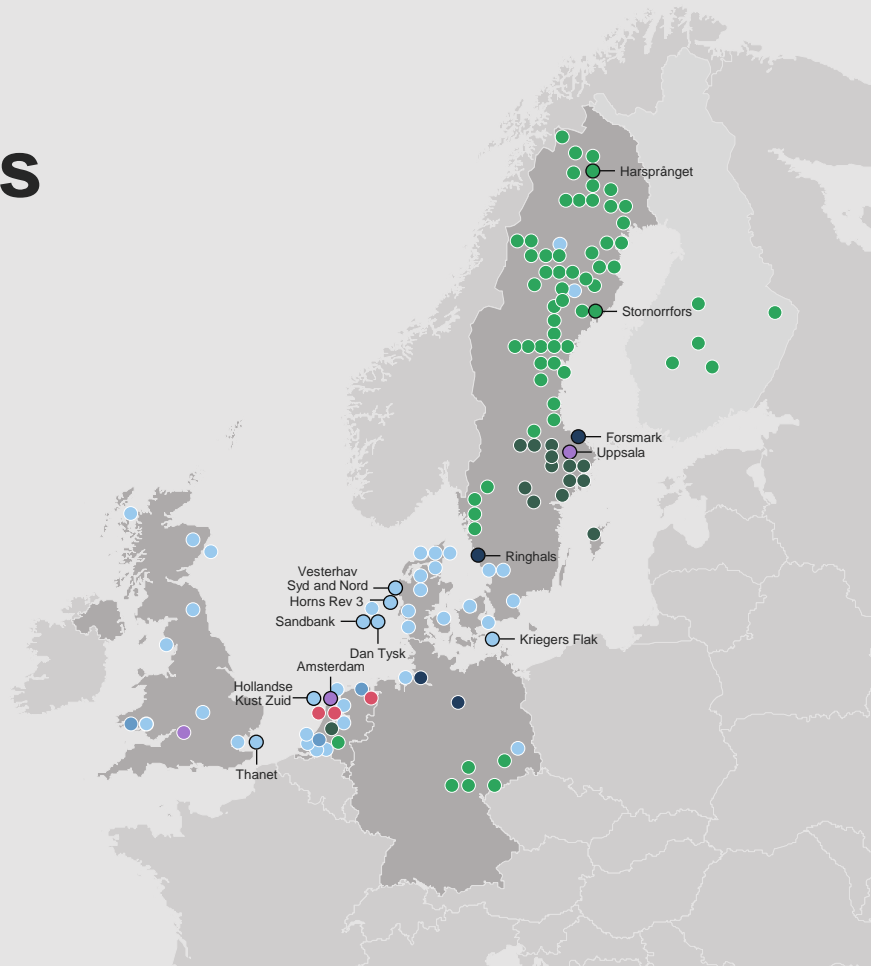 s
Harsprånget
Stornorrfors
Forsmark
Uppsala
Ringhals
Vesterhav
Syd and Nord
Horns Rev 3
Sandbank
Dan Tysk
Kriegers Flak
Amsterdam
Hollandse
Kust Zuid
Thanet